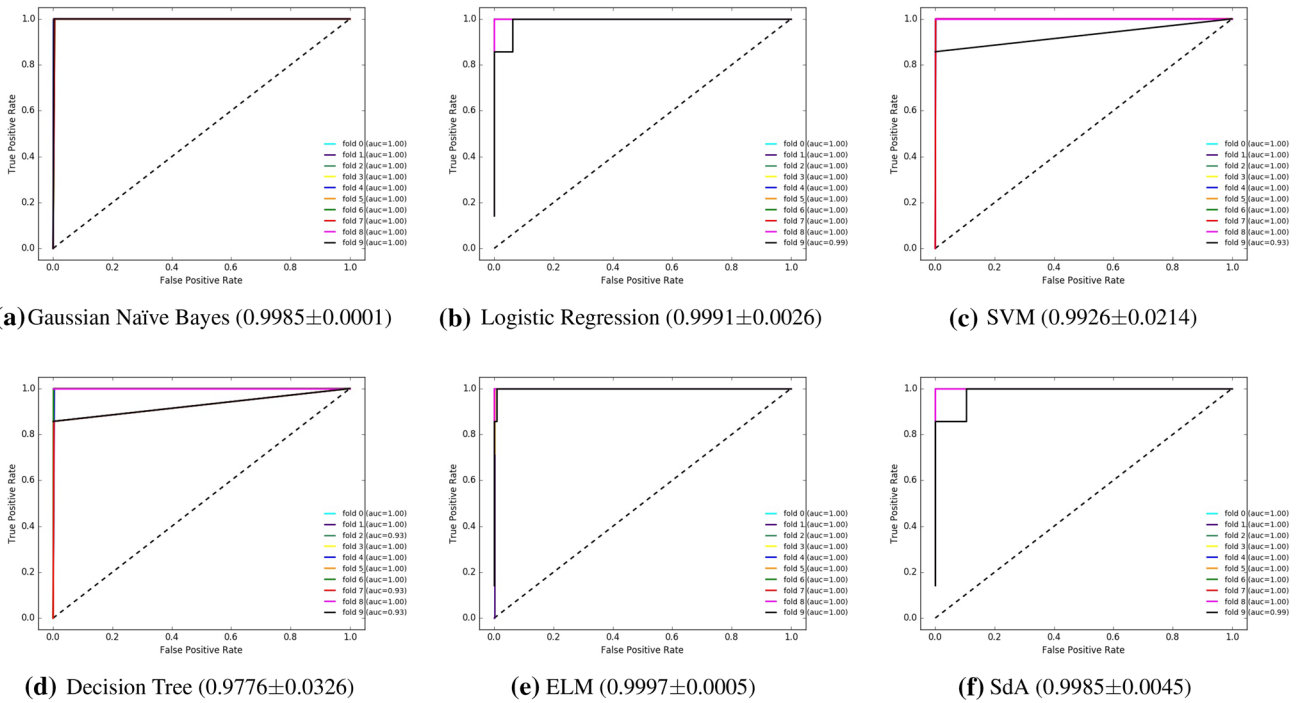 True Positive Rate
1.0
0.8
0.6
0.4
0.2
0.0
fold 0 (auc=1.00)
fold 1 (auc=1.00)
fold 2 (auc=1.00)
fold 3 (auc=1.00)
fold 4 (auc=1.00)
fold 5 (auc=1.00)
fold 6 (auc=1.00)
fold 7 (auc=1.00)
fold 8 (auc=1.00)
fold 9 (auc=1.00)
0.0 0.2 0.4 0.6 0.8 1.0
False Positive Rate
(a) Gaussian Naïve Bayes (0.9985±0.0001)
True Positive Rate
1.0
0.8
0.6
0.4
0.2
0.0
fold 0 (auc=1.00)
fold 1 (auc=1.00)
fold 2 (auc=1.00)
fold 3 (auc=1.00)
fold 4 (auc=1.00)
fold 5 (auc=1.00)
fold 6 (auc=1.00)
fold 7 (auc=1.00)
fold 8 (auc=1.00)
fold 9 (auc=0.99)
0.0 0.2 0.4 0.6 0.8 1.0
False Positive Rate
(b) Logistic Regression (0.9991±0.0026)
True Positive Rate
1.0
0.8
0.6
0.4
0.2
0.0
fold 0 (auc=1.00)
fold 1 (auc=1.00)
fold 2 (auc=1.00)
fold 3 (auc=1.00)
fold 4 (auc=1.00)
fold 5 (auc=1.00)
fold 6 (auc=1.00)
fold 7 (auc=1.00)
fold 8 (auc=1.00)
fold 9 (auc=0.93)
0.0 0.2 0.4 0.6 0.8 1.0
False Positive Rate
(c) SVM (0.9926±0.0214)
True Positive Rate
1.0
0.8
0.6
0.4
0.2
0.0
fold 0 (auc=1.00)
fold 1 (auc=1.00)
fold 2 (auc=0.93)
fold 3 (auc=1.00)
fold 4 (auc=1.00)
fold 5 (auc=1.00)
fold 6 (auc=1.00)
fold 7 (auc=0.93)
fold 8 (auc=1.00)
fold 9 (auc=0.93)
0.0 0.2 0.4 0.6 0.8 1.0
False Positive Rate
(d) Decision Tree (0.9776±0.0326)
True Positive Rate
1.0
0.8
0.6
0.4
0.2
0.0
fold 0 (auc=1.00)
fold 1 (auc=1.00)
fold 2 (auc=1.00)
fold 3 (auc=1.00)
fold 4 (auc=1.00)
fold 5 (auc=1.00)
fold 6 (auc=1.00)
fold 7 (auc=1.00)
fold 8 (auc=1.00)
fold 9 (auc=1.00)
0.0 0.2 0.4 0.6 0.8 1.0
False Positive Rate
(e) ELM (0.9997±0.0005)
True Positive Rate
1.0
0.8
0.6
0.4
0.2
0.0
fold 0 (auc=1.00)
fold 1 (auc=1.00)
fold 2 (auc=1.00)
fold 3 (auc=1.00)
fold 4 (auc=1.00)
fold 5 (auc=1.00)
fold 6 (auc=1.00)
fold 7 (auc=1.00)
fold 8 (auc=1.00)
fold 9 (auc=0.99)
0.0 0.2 0.4 0.6 0.8 1.0
False Positive Rate
(f) SdA (0.9985±0.0045)